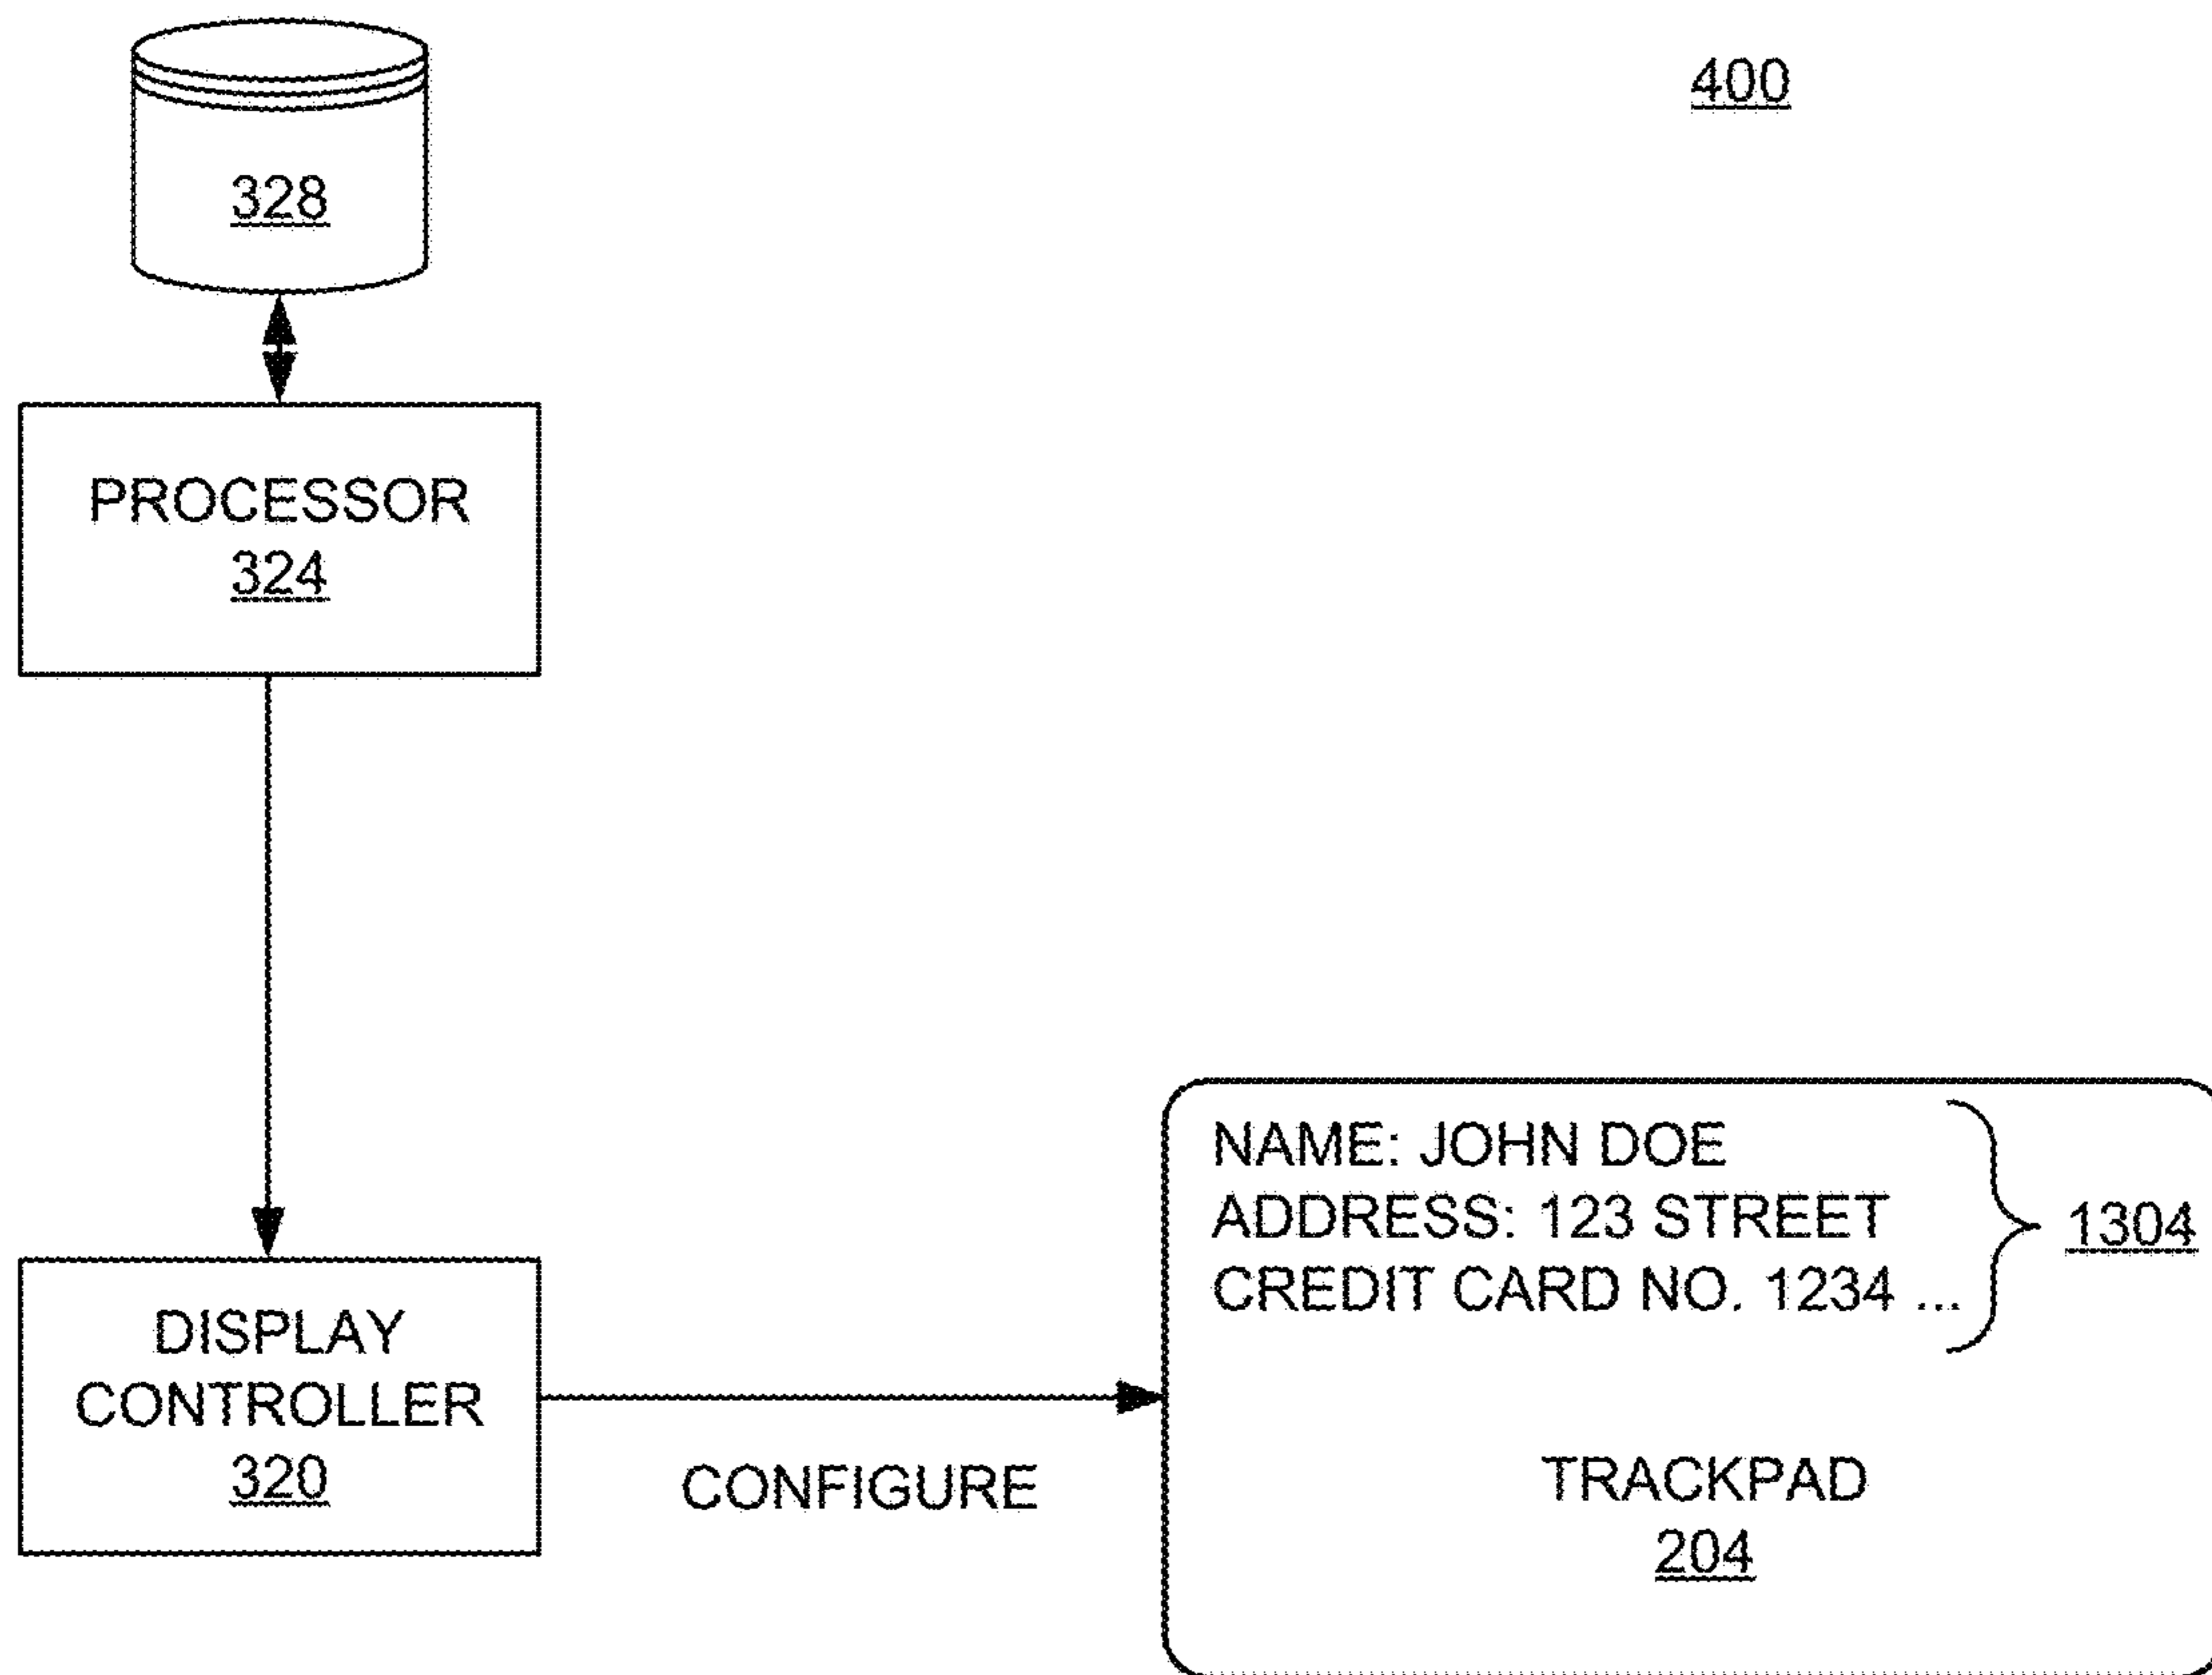 400
328
PROCESSOR
324
NAME: JOHN DOE
ADDRESS: 123 STREET
CREDIT CARD NO. 1234 ...
1304
DISPLAY
CONTROLLER
320
CONFIGURE
TRACKPAD
204